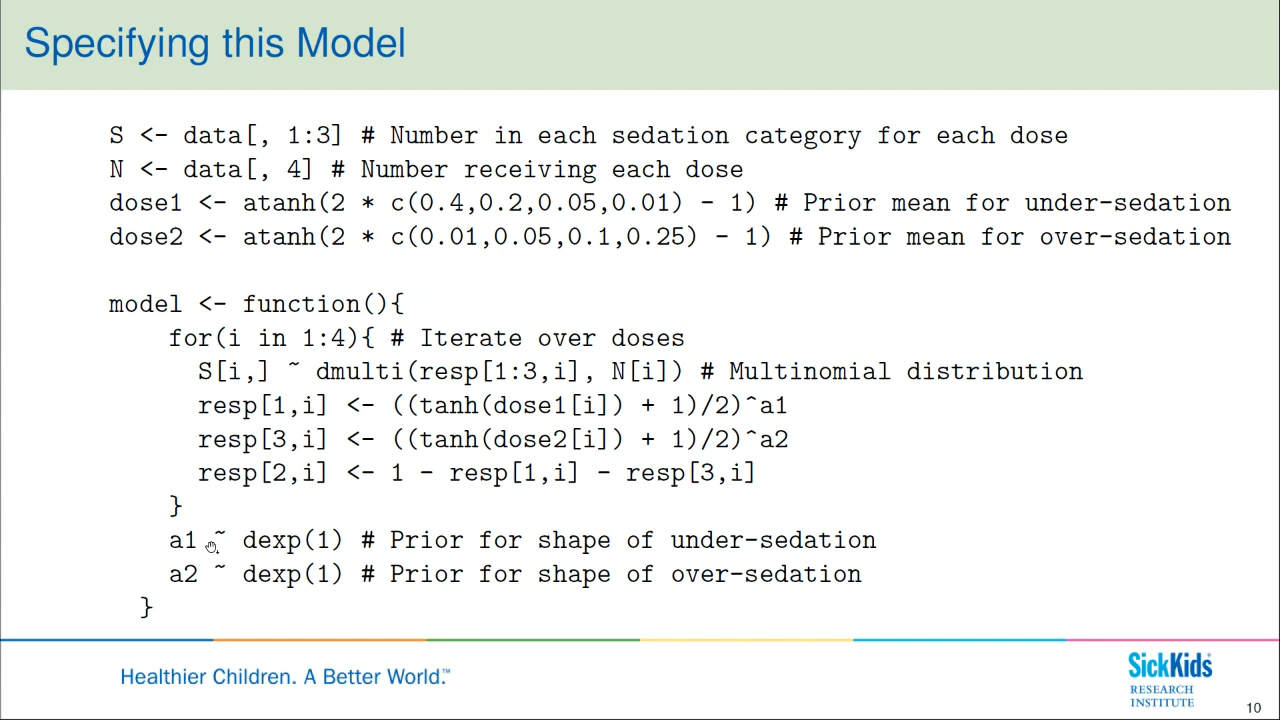 Specifying this Model
S <- data[, 1:3] # Number in each sedation category for each dose
N <- data[, 4] # Number receiving each dose
dose1 <- atanh(2 * c(0.4,0.2,0.05,0.01) - 1) # Prior mean for under-sedation
dose2 <- atanh(2 * c(0.01,0.05,0.1,0.25) - 1) # Prior mean for over-sedation
model <- function(){
for(i in 1:4){ # Iterate over doses
S[i,] ~ dmulti(resp[1:3,i], N[i]) # Multinomial distribution
resp[1,i] <- ((tanh(dose1[i]) + 1)/2)^a1
resp[3,i] <- ((tanh(dose2[i]) + 1)/2)^a2
resp[2,i] <- 1 - resp[1,i] - resp[3,i]
}
a1 ~ dexp(1) # Prior for shape of under-sedation
a2 ~ dexp(1) # Prior for shape of over-sedation
}
Healthier Children. A Better World.™
SickKids®
RESEARCH
INSTITUTE
10